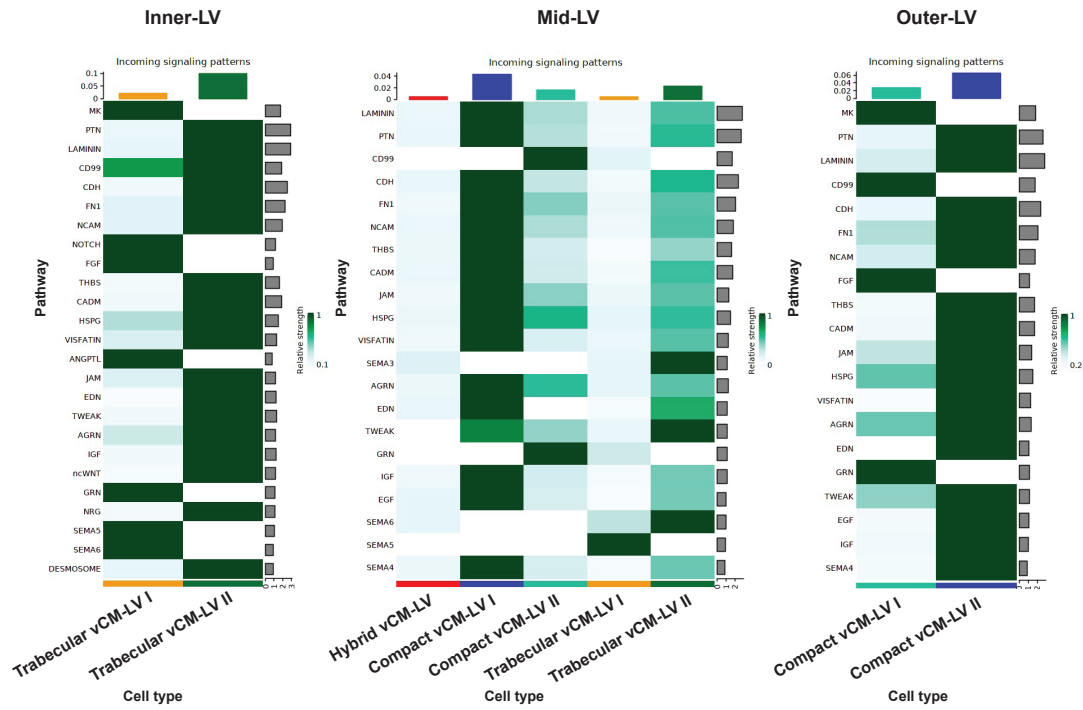 Inner-LV
Incoming signaling patterns
0.1
0.05
0
MK
PTN
LAMININ
CD99
CDH
FN1
NCAM
NOTCH
FGF
THBS
CADM
HSPG
VISFATIN
ANGPTL
JAM
EDN
TWEAK
AGRN
IGF
ncWNT
GRN
NRG
SEMA5
SEMA6
DESMOSOME
Pathway
Relative strength
1
0.1
0 1 2 3
Trabecular vCM-LV I
Trabecular vCM-LV II
Cell type
Mid-LV
Incoming signaling patterns
0.04
0.02
0
LAMININ
PTN
CD99
CDH
FN1
NCAM
THBS
CADM
JAM
HSPG
VISFATIN
SEMA3
AGRN
EDN
TWEAK
GRN
IGF
EGF
SEMA6
SEMA5
SEMA4
Pathway
Relative strength
1
0
0 1 2
Hybrid vCM-LV
Compact vCM-LV I
Compact vCM-LV II
Trabecular vCM-LV I
Trabecular vCM-LV II
Cell type
Outer-LV
Incoming signaling patterns
0.06
0.04
0.02
0
MK
PTN
LAMININ
CD99
CDH
FN1
NCAM
FGF
THBS
CADM
JAM
HSPG
VISFATIN
AGRN
EDN
GRN
TWEAK
EGF
IGF
SEMA4
Pathway
Relative strength
1
0.2
0 1 2
Compact vCM-LV I
Compact vCM-LV II
Cell type